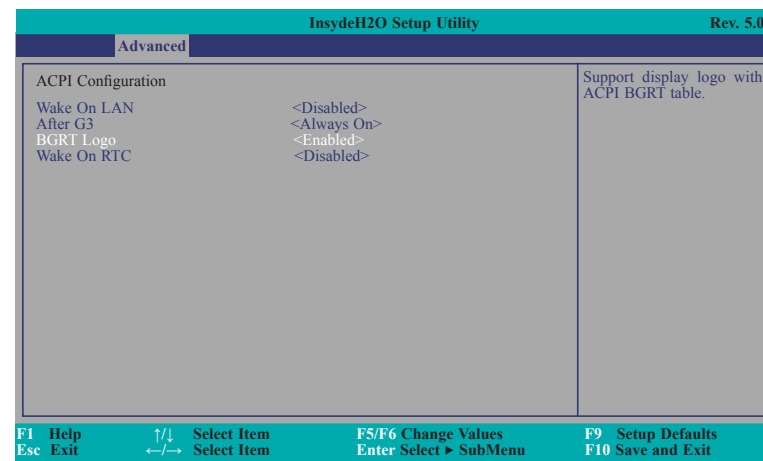 InsydeH2O Setup Utility Rev. 5.0
Advanced
ACPI Configuration
Wake On LAN <Disabled>
After G3 <Always On>
BGRT Logo <Enabled>
Wake On RTC <Disabled>
Support display logo with
ACPI BGRT table.
F1 Help ↑/↓ Select Item F5/F6 Change Values F9 Setup Defaults
Esc Exit ←/→ Select Item Enter Select ▶ SubMenu F10 Save and Exit